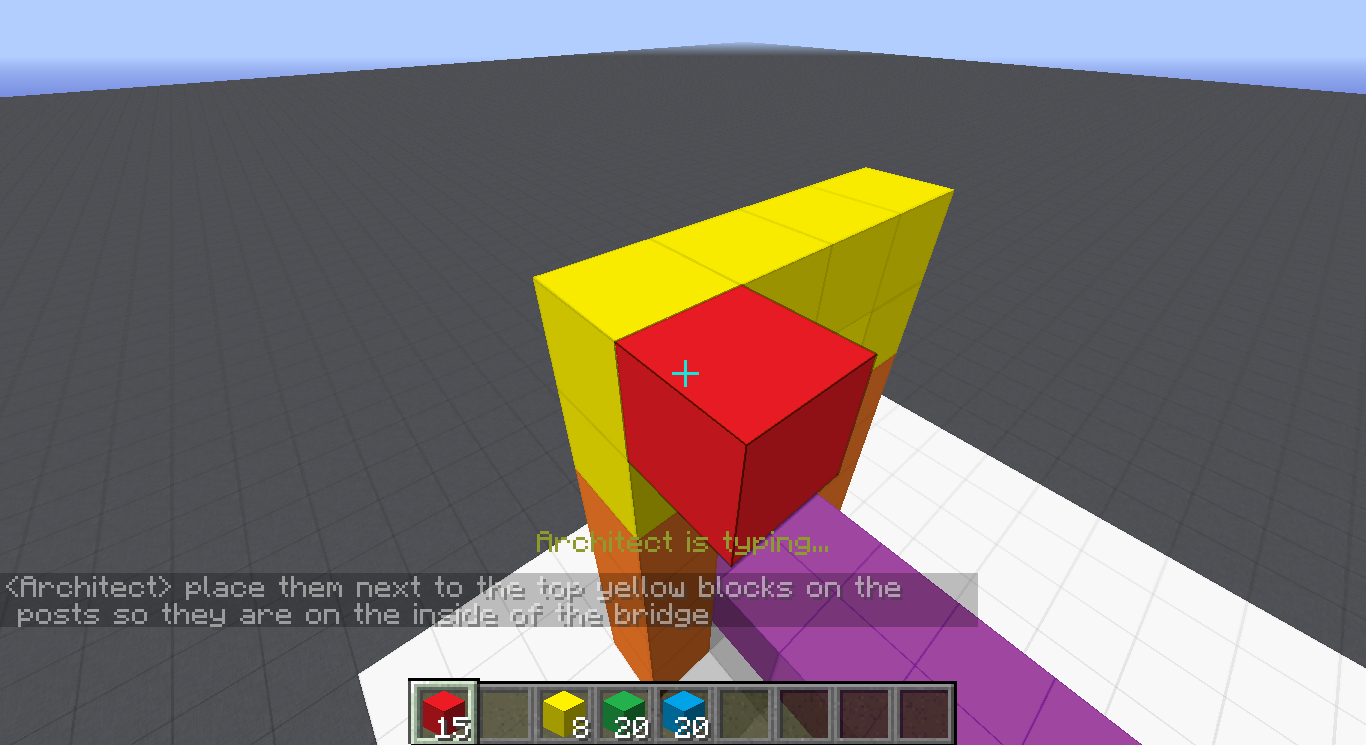 Architect is typing...
<Architect> place them next to the top yellow blocks on the
posts so they are on the inside of the bridge
15 8 20 20